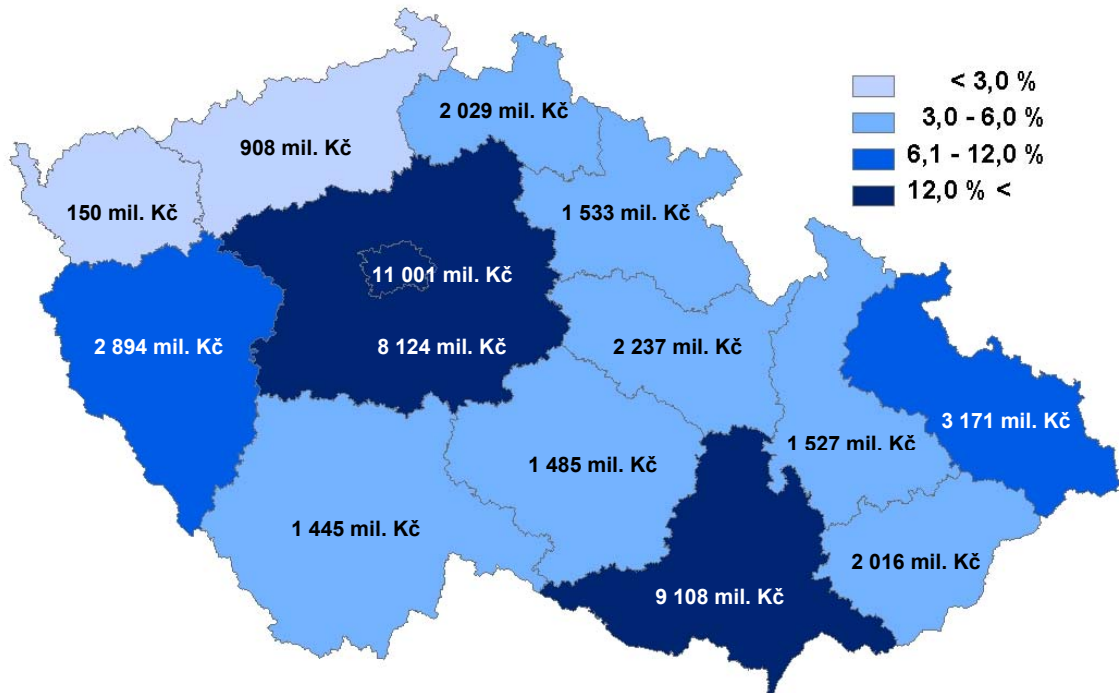 < 3,0 %
3,0 - 6,0 %
6,1 - 12,0 %
12,0 % <
2 029 mil. Kč
908 mil. Kč
150 mil. Kč
1 533 mil. Kč
11 001 mil. Kč
2 894 mil. Kč
8 124 mil. Kč
2 237 mil. Kč
3 171 mil. Kč
1 527 mil. Kč
1 485 mil. Kč
1 445 mil. Kč
2 016 mil. Kč
9 108 mil. Kč